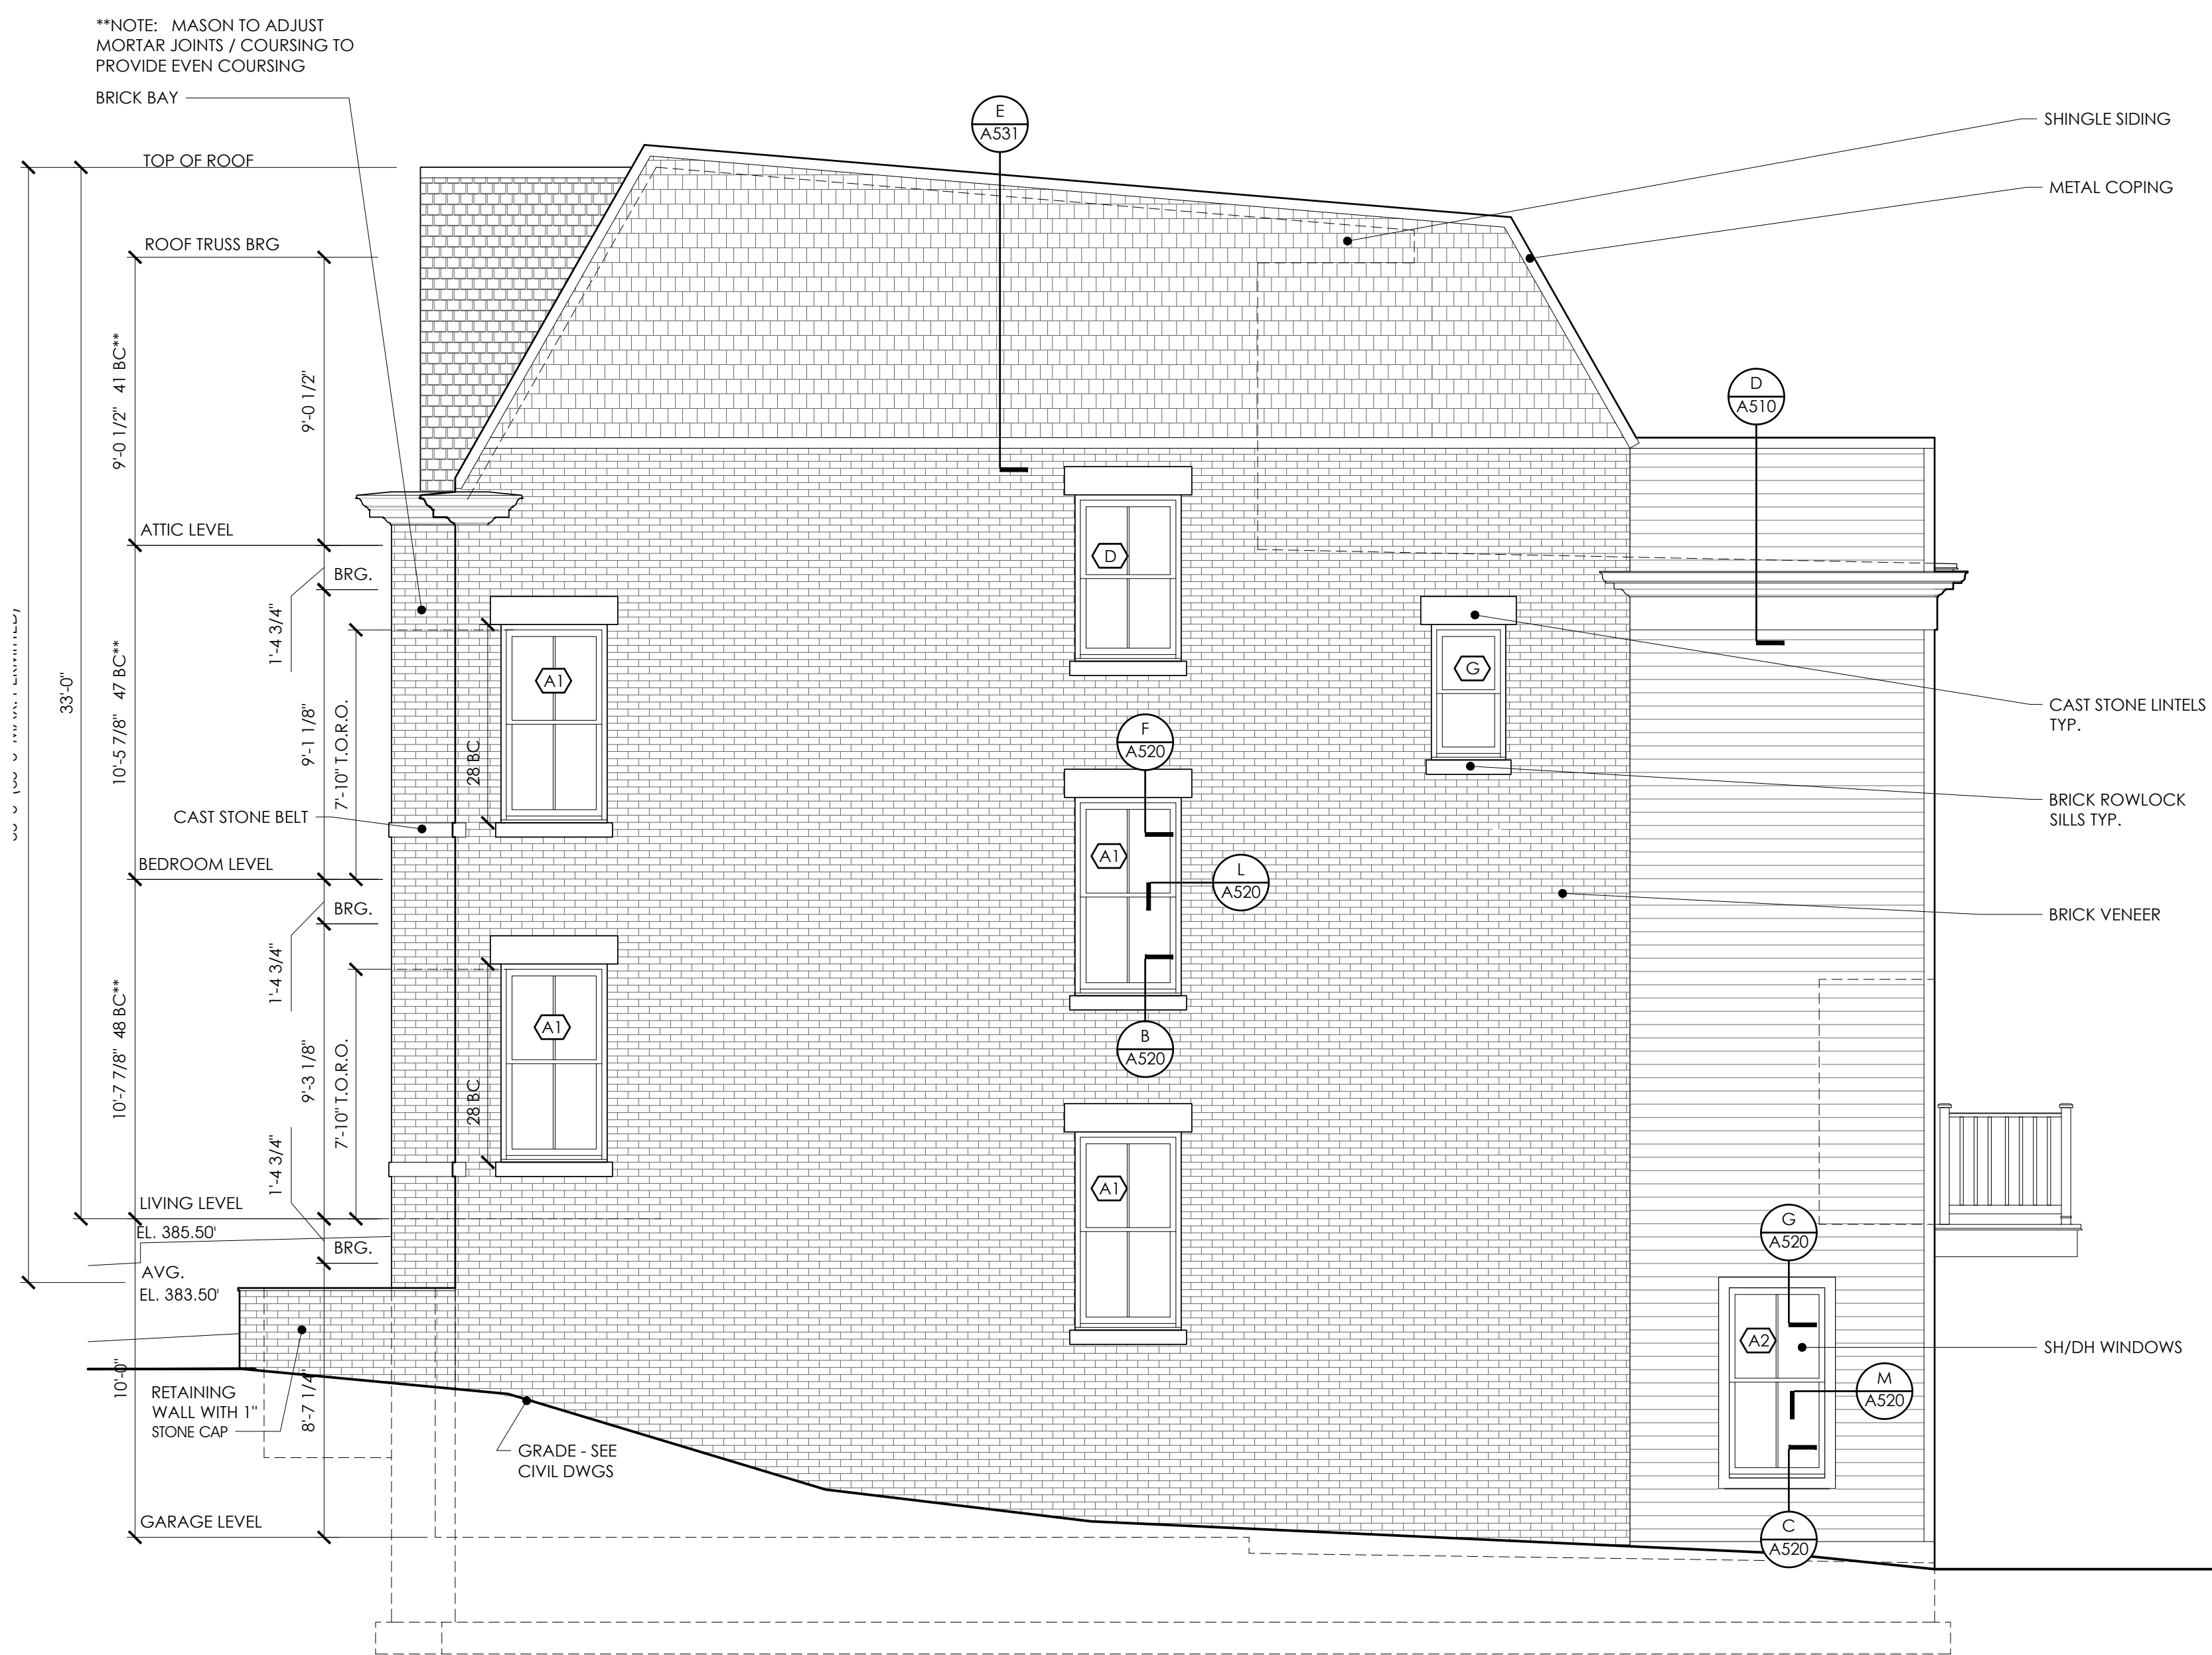 **NOTE: MASON TO ADJUST
MORTAR JOINTS / COURSING TO
PROVIDE EVEN COURSING
BRICK BAY
E
A531
SHINGLE SIDING
METAL COPING
TOP OF ROOF
ROOF TRUSS BRG
9'-0 1/2" 41 BC**
9'-0 1/2"
D
A510
ATTIC LEVEL
BRG.
1'-4 3/4"
D
33'-0"
10'-5 7/8" 47 BC**
9'-1 1/8"
7'-10" T.O.R.O.
28 BC
A1
G
F
A520
CAST STONE LINTELS
TYP.
BRICK ROWLOCK
SILLS TYP.
CAST STONE BELT
BEDROOM LEVEL
BRG.
1'-4 3/4"
A1
L
A520
BRICK VENEER
10'-7 7/8" 48 BC**
9'-3 1/8"
7'-10" T.O.R.O.
28 BC
A1
B
A520
1'-4 3/4"
A1
LIVING LEVEL
EL. 385.50'
BRG.
AVG.
EL. 383.50'
G
A520
A2
SH/DH WINDOWS
M
A520
10'-0"
8'-7 1/4"
RETAINING
WALL WITH 1"
STONE CAP
GRADE - SEE
CIVIL DWGS
GARAGE LEVEL
C
A520